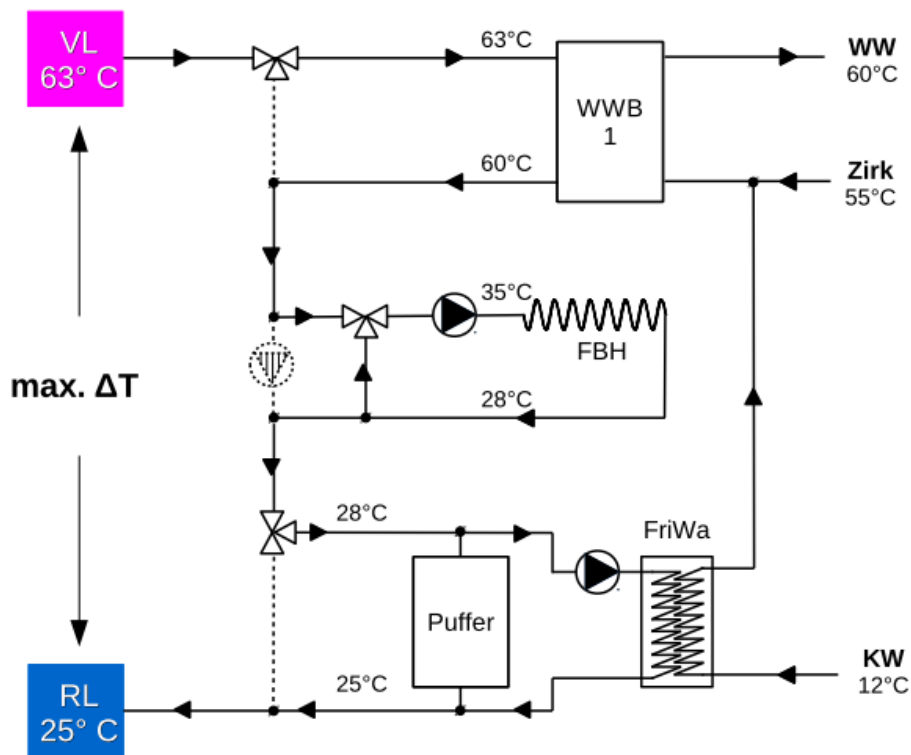 VL
63° C
63°C
WW
60°C
WWB
1
60°C
Zirk
55°C
35°C
FBH
max. ΔT
28°C
28°C
FriWa
Puffer
RL
25° C
25°C
KW
12°C